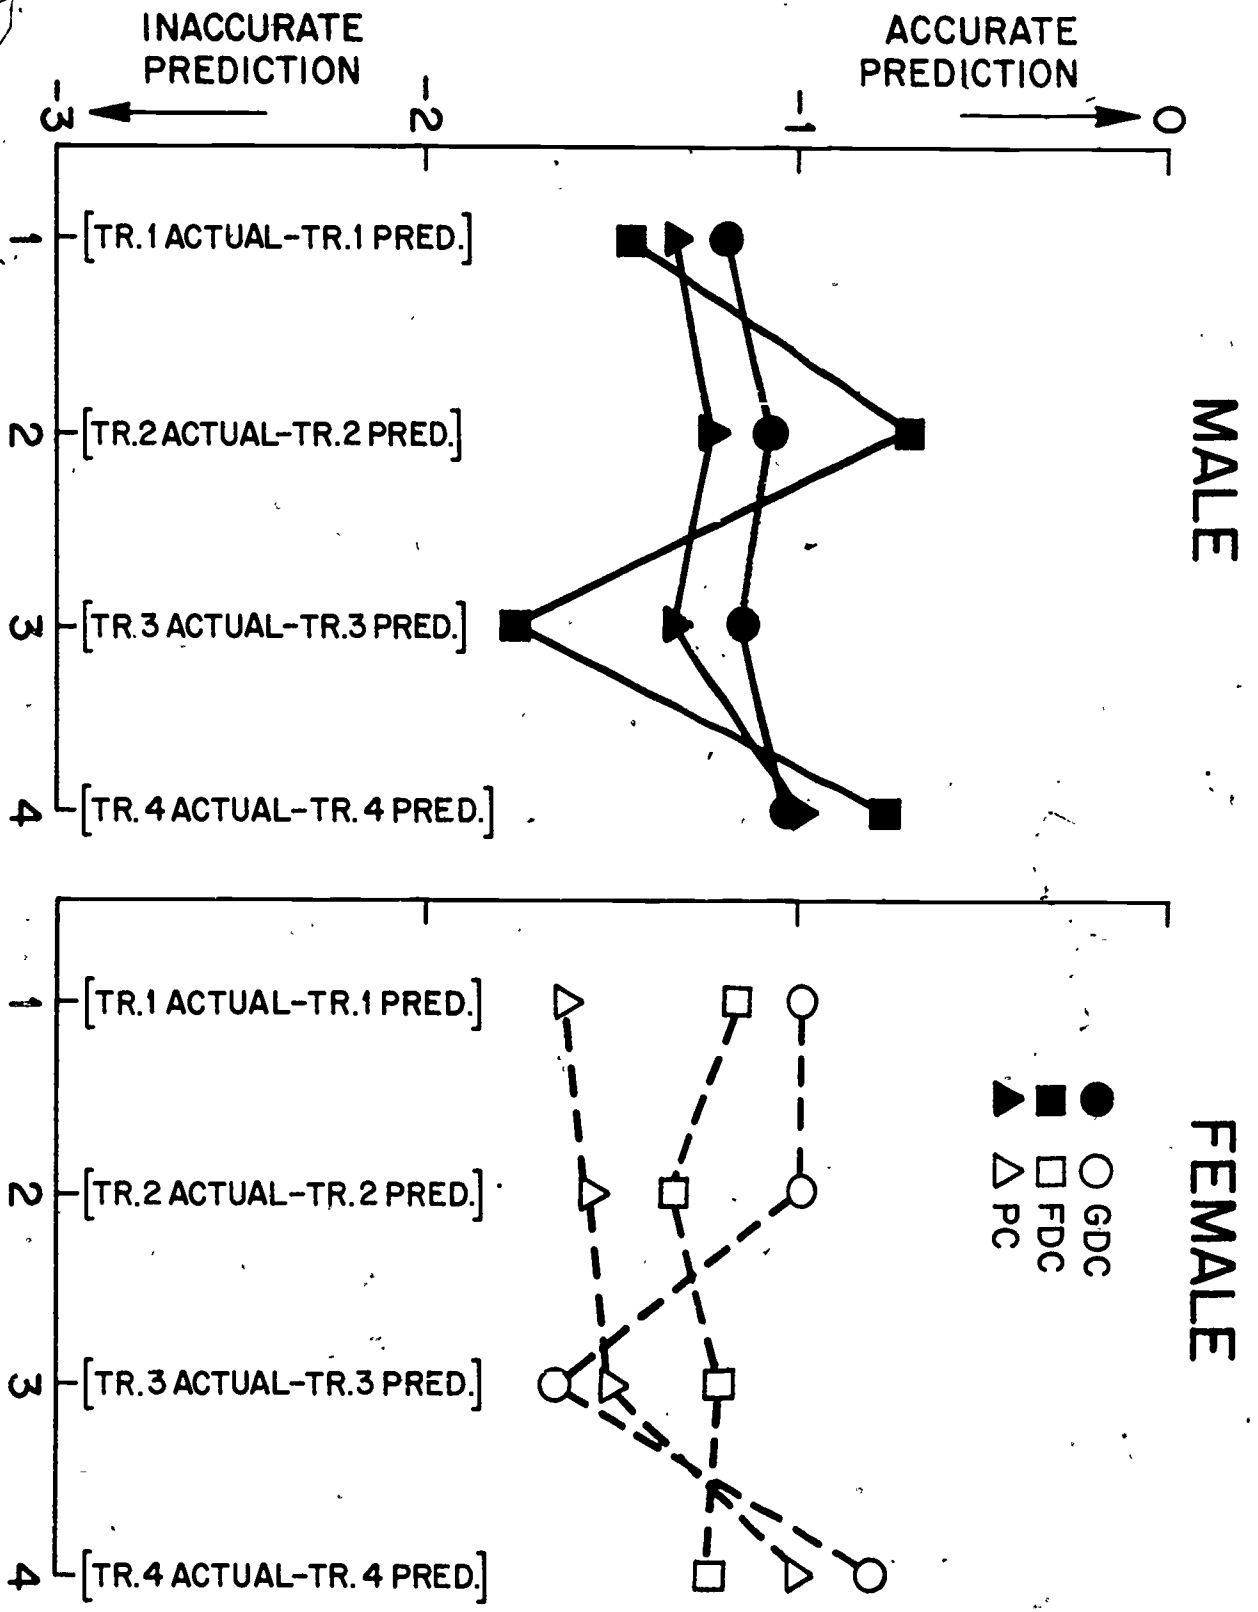 INACCURATE
PREDICTION
ACCURATE
PREDICTION
-3
-2
-1
0
MALE
1
[TR.1 ACTUAL-TR.1 PRED.]
2
[TR.2 ACTUAL-TR.2 PRED.]
3
[TR.3 ACTUAL-TR.3 PRED.]
4
[TR.4 ACTUAL-TR.4 PRED.]
FEMALE
GDC
FDC
PC
1
[TR.1 ACTUAL-TR.1 PRED.]
2
[TR.2 ACTUAL-TR.2 PRED.]
3
[TR.3 ACTUAL-TR.3 PRED.]
4
[TR.4 ACTUAL-TR.4 PRED.]